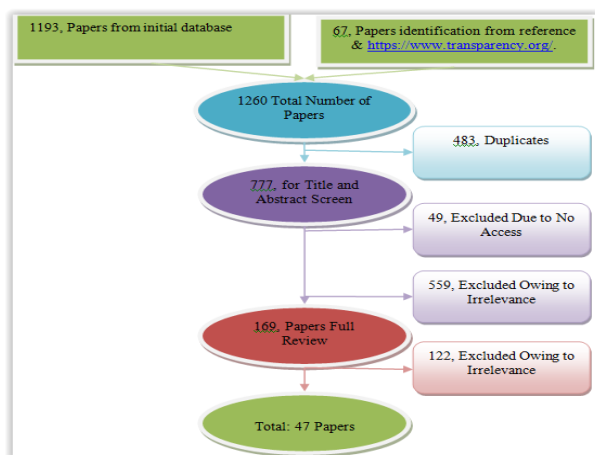 1193, Papers from initial database
67, Papers identification from reference
& https://www.transparency.org/.
1260 Total Number of
Papers
483, Duplicates
777, for Title and
Abstract Screen
49, Excluded Due to No
Access
559, Excluded Owing to
Irrelevance
169, Papers Full
Review
122, Excluded Owing to
Irrelevance
Total: 47 Papers